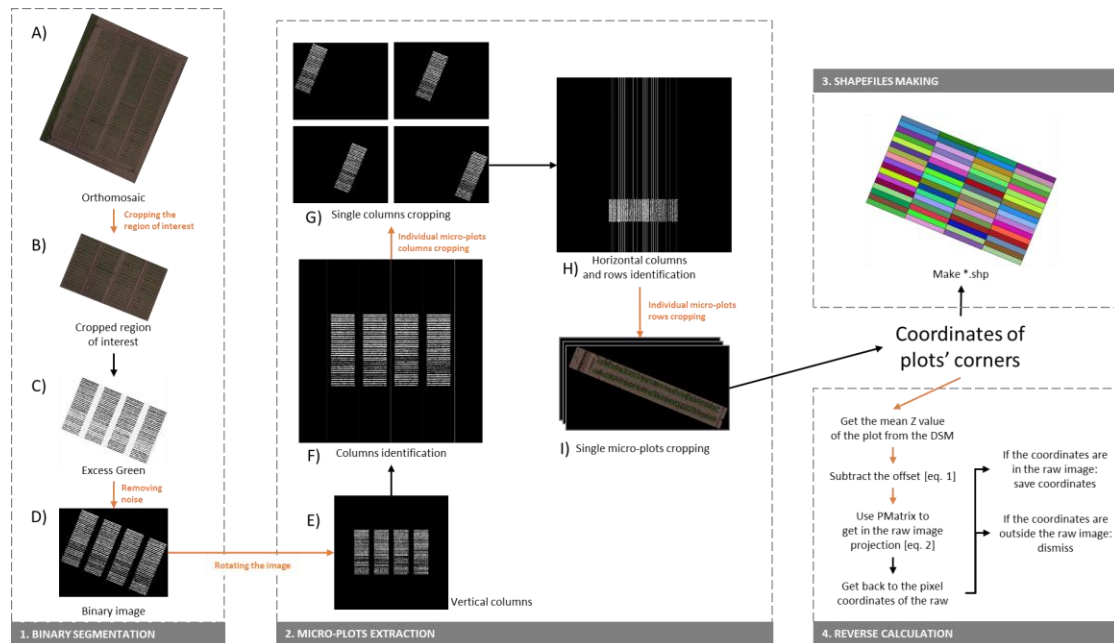 A)
Orthomosaic
Cropping the
region of interest
B)
Cropped region
of interest
C)
Excess Green
Removing
noise
D)
Binary image
1. BINARY SEGMENTATION
Rotating the image
E)
Vertical columns
F)
Columns identification
Individual micro-plots
columns cropping
G)
Single columns cropping
H)
Horizontal columns
and rows identification
Individual micro-plots
rows cropping
I)
Single micro-plots cropping
2. MICRO-PLOTS EXTRACTION
3. SHAPEFILES MAKING
Make *.shp
Coordinates of
plots' corners
Get the mean Z value
of the plot from the DSM
Subtract the offset [eq. 1]
Use PMatrix to
get in the raw image
projection [eq. 2]
Get back to the pixel
coordinates of the raw
If the coordinates are
in the raw image:
save coordinates
If the coordinates are
outside the raw image:
dismiss
4. REVERSE CALCULATION